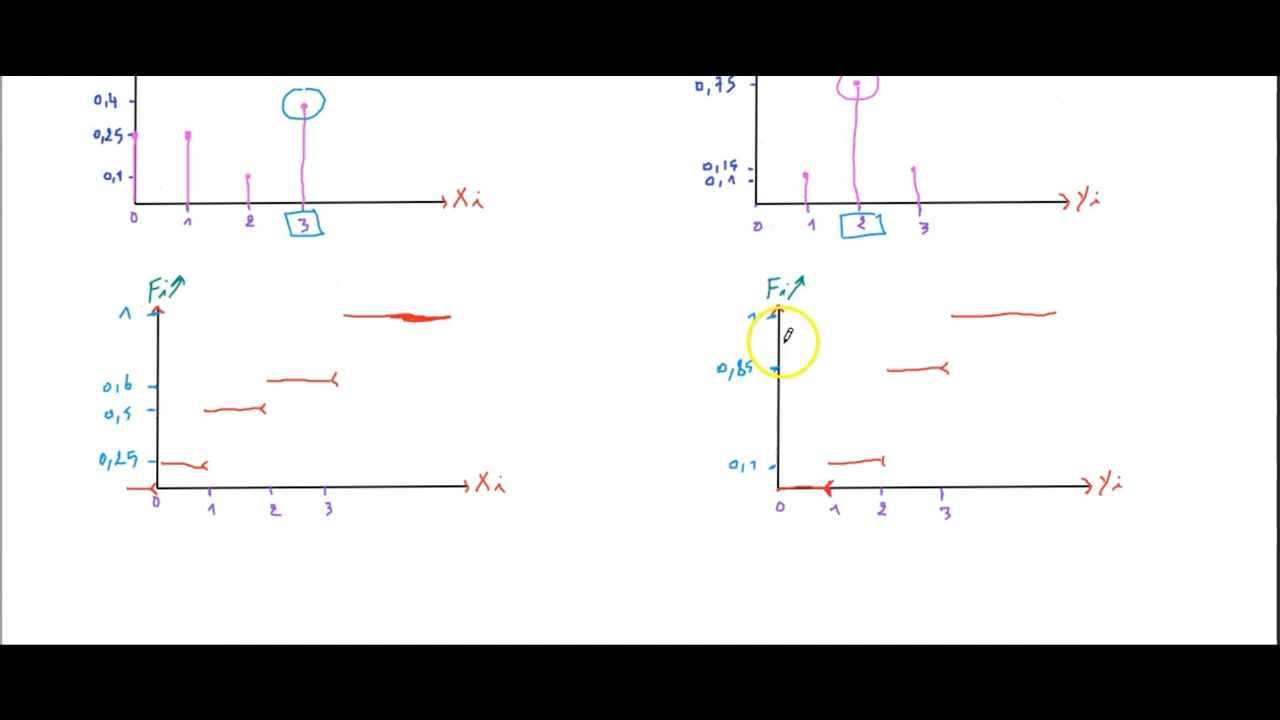 0,4
0,25
0,1
0 1 2 3 Xi
0,75
0,15
0,1
0 1 2 3 Yi
Fi↗
1
0,6
0,5
0,25
0 1 2 3 Xi
Fi↗
1
0,85
0,1
0 1 2 3 Yi